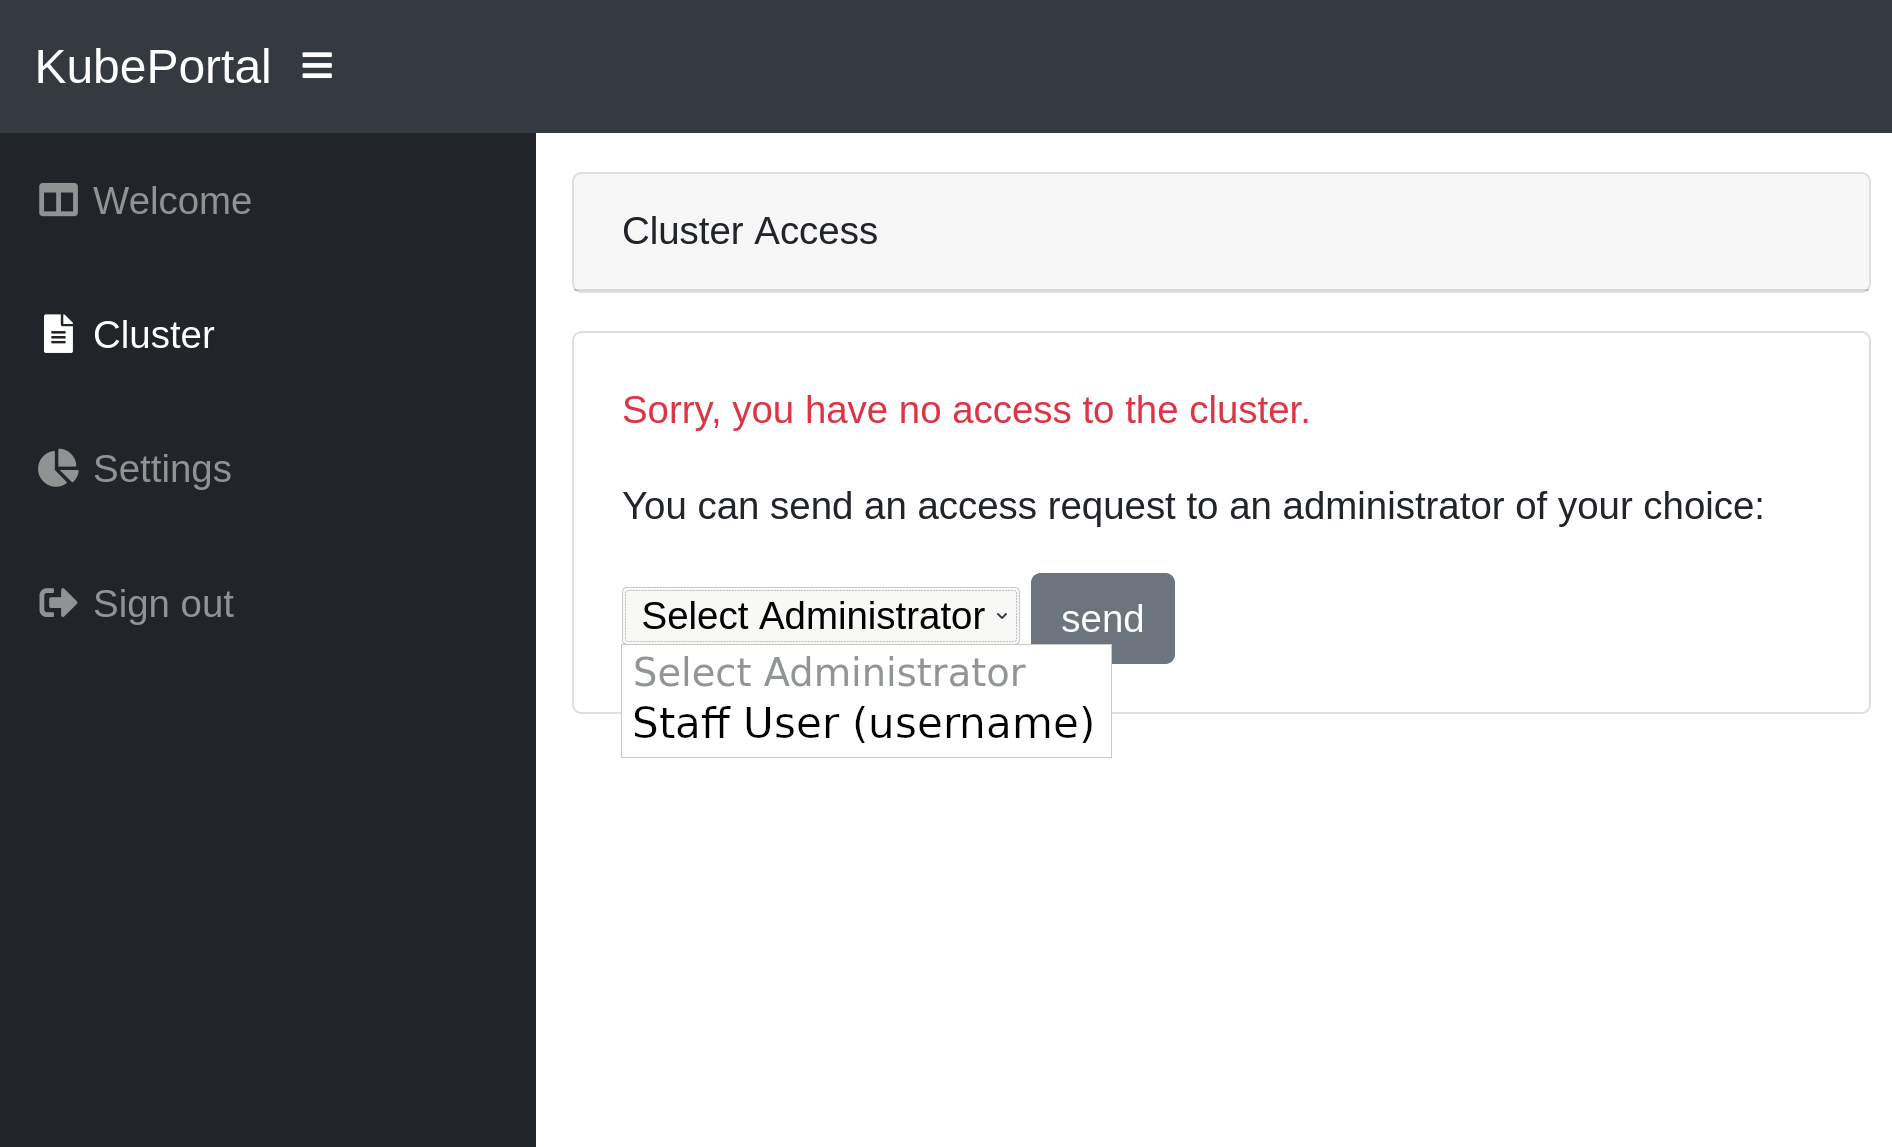 KubePortal
Welcome
Cluster
Settings
Sign out
Cluster Access
Sorry, you have no access to the cluster.
You can send an access request to an administrator of your choice:
Select Administrator send
Select Administrator
Staff User (username)